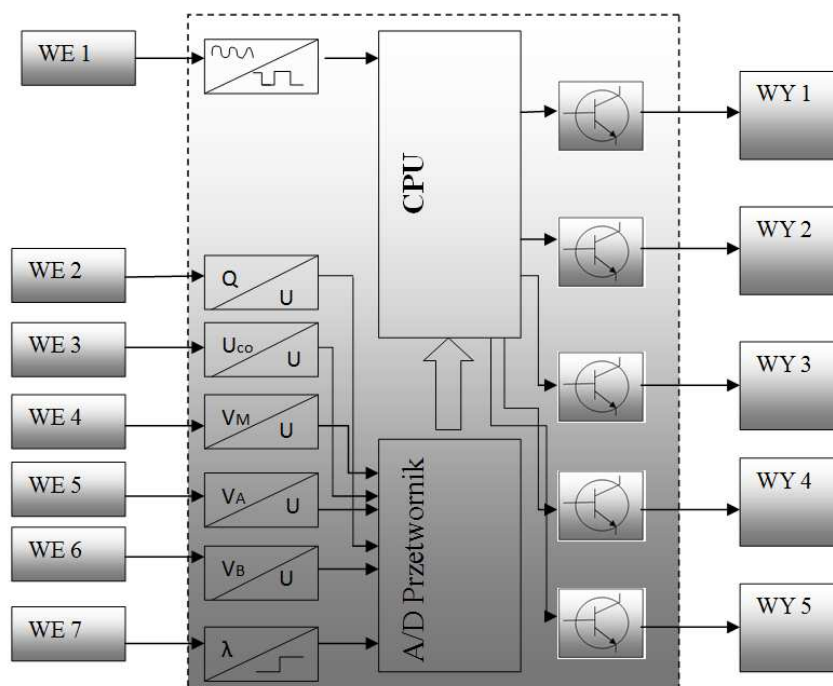 WE 1
CPU
WY 1
WY 2
WE 2
Q
U
WE 3
Uco
U
WY 3
WE 4
VM
U
WE 5
VA
U
A/D Przetwornik
WY 4
WE 6
VB
U
WE 7
λ
WY 5